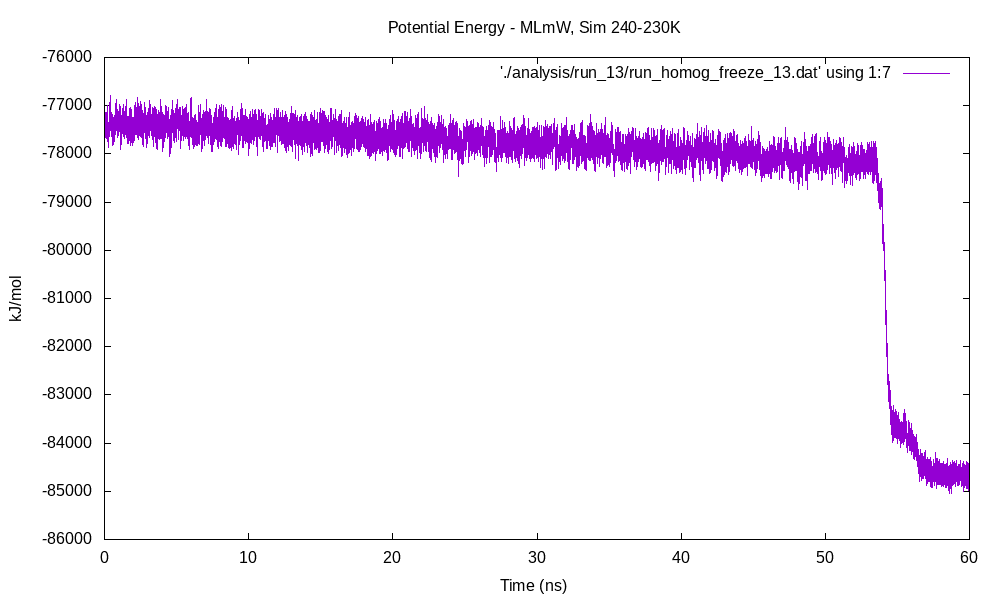 Potential Energy - MLmW, Sim 240-230K
'./analysis/run_13/run_homog_freeze_13.dat' using 1:7
-76000
-77000
-78000
-79000
-80000
-81000
-82000
-83000
-84000
-85000
-86000
kJ/mol
0 10 20 30 40 50 60
Time (ns)